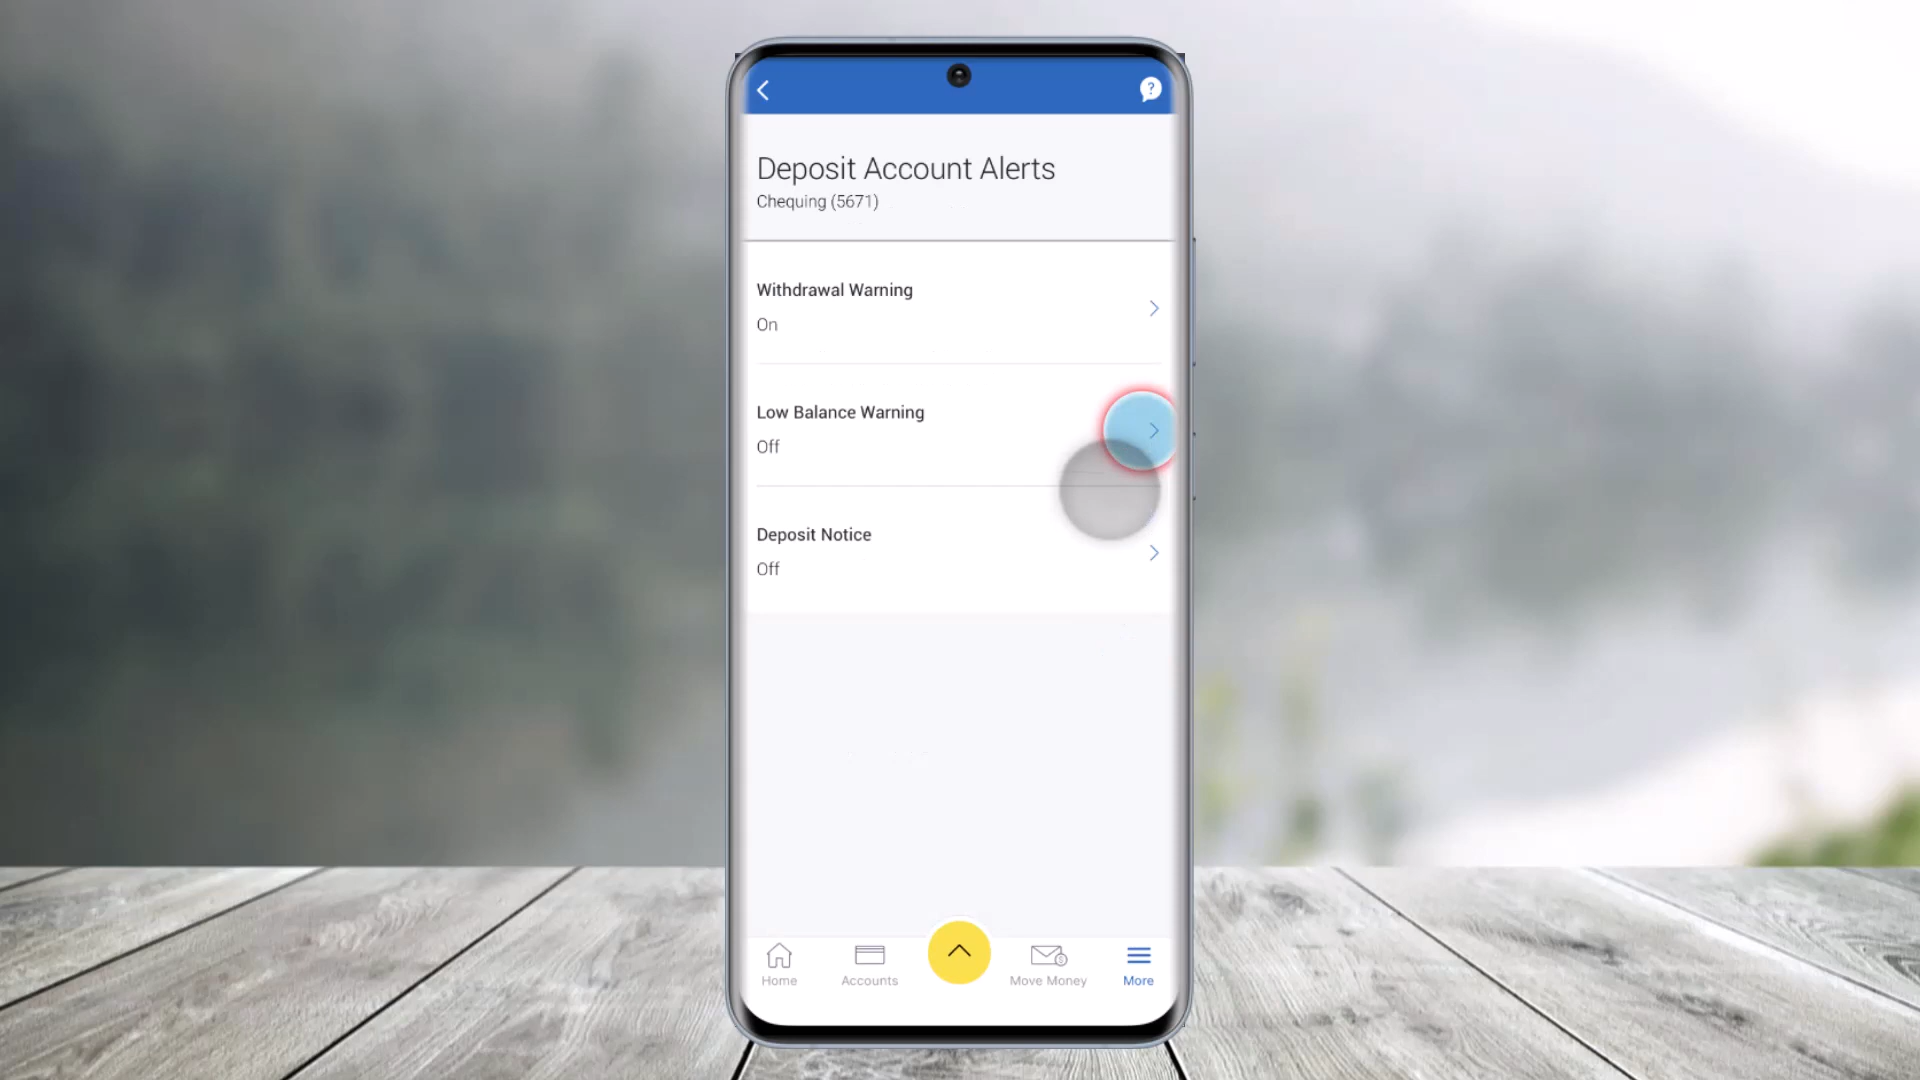 ?
Deposit Account Alerts
Chequing (5671)
Withdrawal Warning
On
Low Balance Warning
Off
Deposit Notice
Off
Home
Accounts
$
Move Money
More